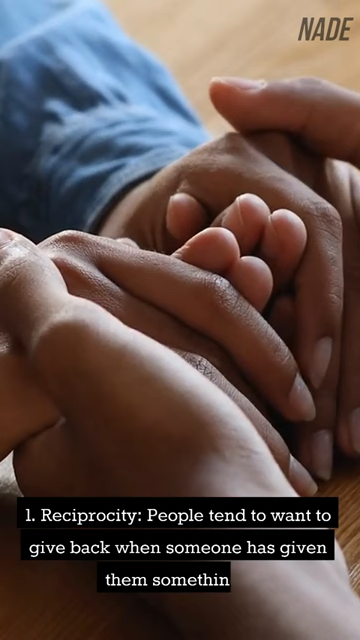 NADE
1. Reciprocity: People tend to want to
give back when someone has given
them somethin